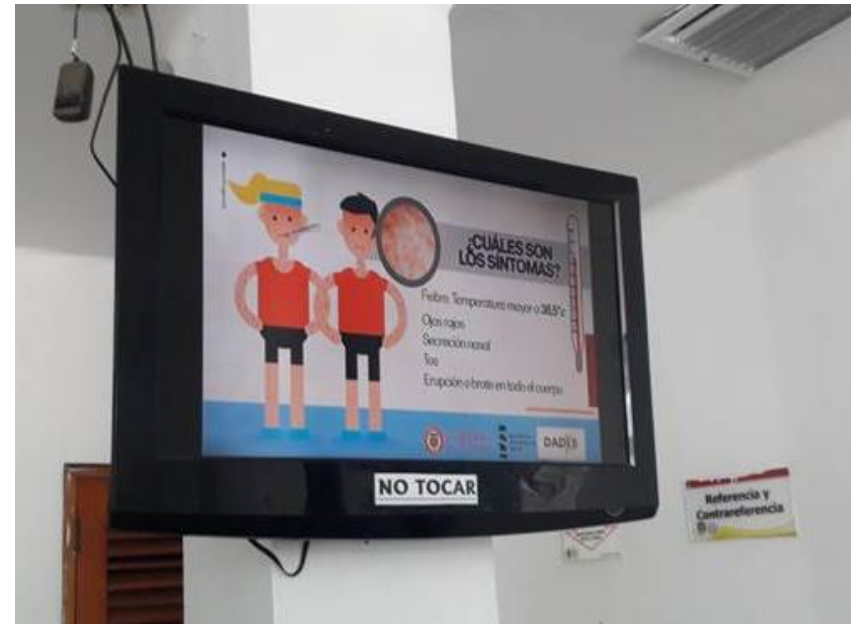 ¿CUÁLES SON
LOS SÍNTOMAS?
Fiebre. Temperatura mayor a 38,5°c
Ojos rojos
Secreción nasal
Tos
Erupción o brote en todo el cuerpo
DADIS
NO TOCAR
Referencia y
Contrareferencia